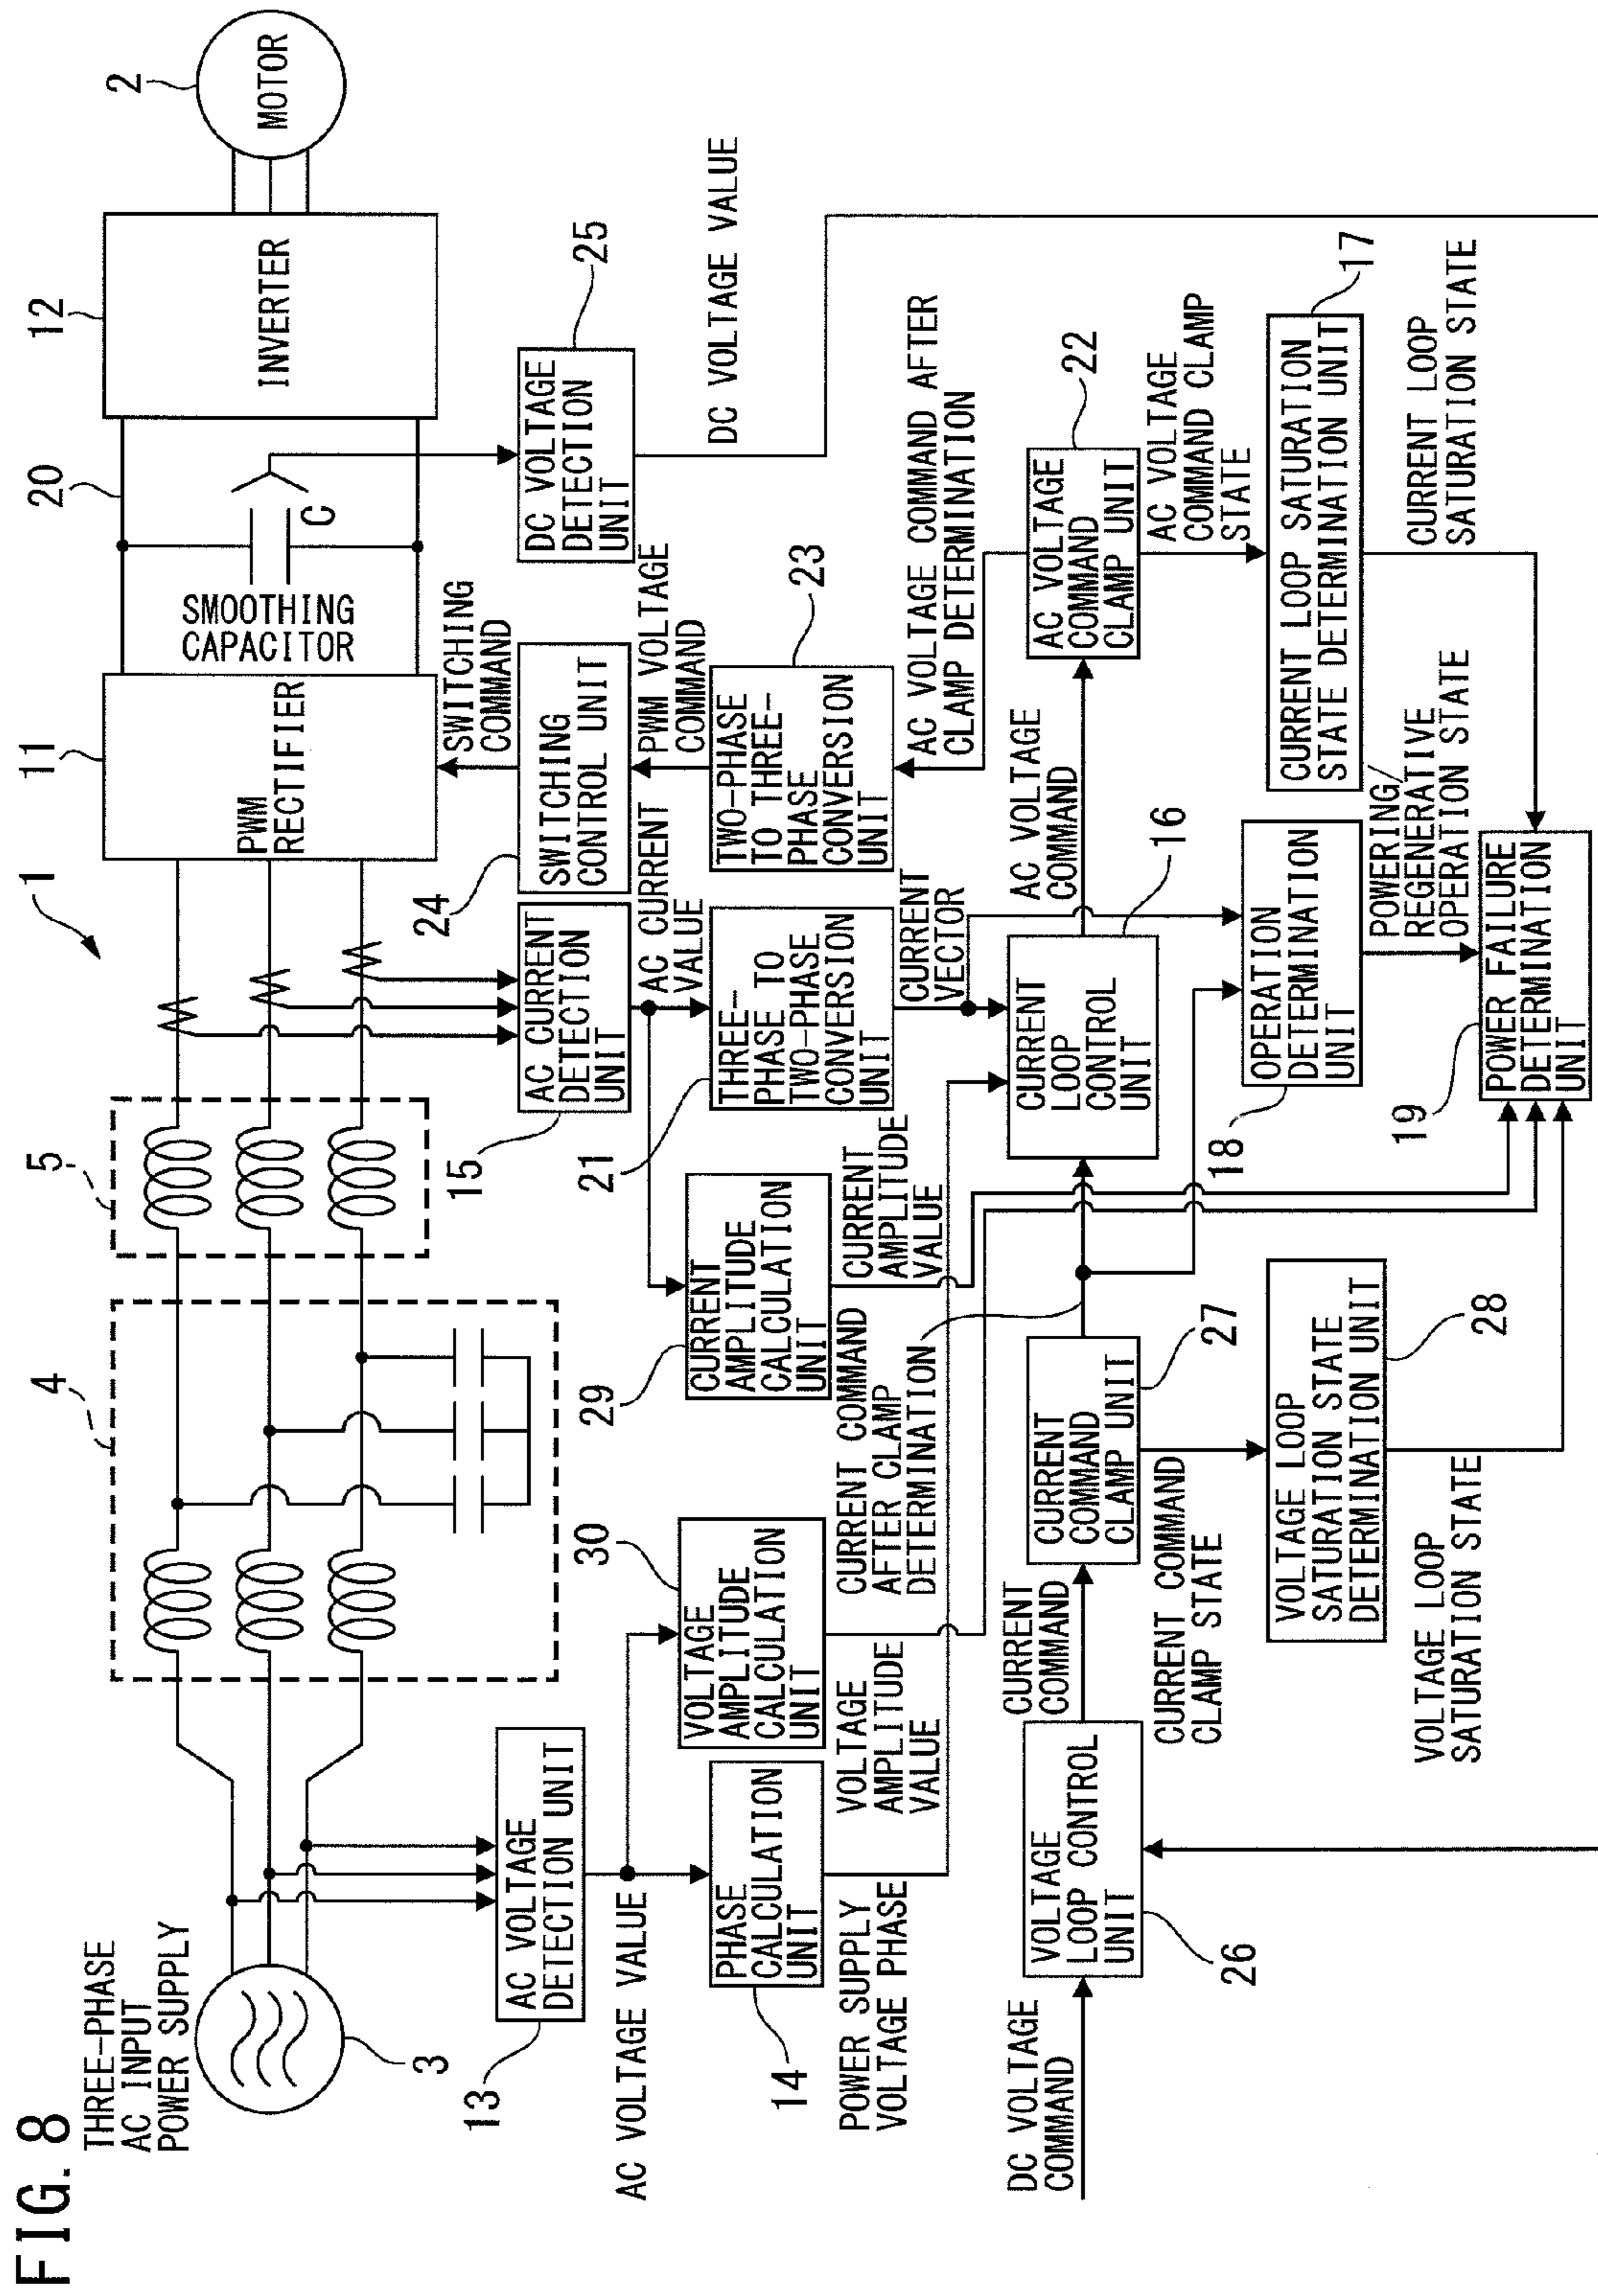 FIG. 8
THREE-PHASE
AC INPUT
POWER SUPPLY
3
4
5
1
11
PWM
RECTIFIER
20
SMOOTHING
CAPACITOR
C
12
INVERTER
2
MOTOR
13
AC VOLTAGE
DETECTION UNIT
15
AC CURRENT
DETECTION
UNIT
24
SWITCHING
CONTROL UNIT
SWITCHING
COMMAND
DC VOLTAGE
DETECTION
UNIT
25
AC VOLTAGE VALUE
AC CURRENT
VALUE
PWM VOLTAGE
COMMAND
DC VOLTAGE VALUE
14
PHASE
CALCULATION
UNIT
30
VOLTAGE
AMPLITUDE
CALCULATION
UNIT
29
CURRENT
AMPLITUDE
CALCULATION
UNIT
21
THREE-
PHASE TO
TWO-PHASE
CONVERSION
UNIT
TWO-PHASE
TO THREE-
PHASE
CONVERSION
UNIT
23
POWER SUPPLY
VOLTAGE PHASE
VOLTAGE
AMPLITUDE
VALUE
CURRENT COMMAND
AFTER CLAMP
DETERMINATION
CURRENT
AMPLITUDE
VALUE
CURRENT
VECTOR
AC VOLTAGE COMMAND AFTER
CLAMP DETERMINATION
DC VOLTAGE
COMMAND
VOLTAGE
LOOP CONTROL
UNIT
26
CURRENT
COMMAND
CURRENT
COMMAND
CLAMP UNIT
27
CURRENT
LOOP
CONTROL
UNIT
16
AC VOLTAGE
COMMAND
AC VOLTAGE
COMMAND
CLAMP UNIT
22
CURRENT COMMAND
CLAMP STATE
AC VOLTAGE
COMMAND CLAMP
STATE
VOLTAGE LOOP
SATURATION STATE
DETERMINATION UNIT
28
18
OPERATION
DETERMINATION
UNIT
CURRENT LOOP SATURATION
STATE DETERMINATION UNIT
17
VOLTAGE LOOP
SATURATION STATE
POWERING
REGENERATIVE
OPERATION STATE
CURRENT LOOP
SATURATION STATE
19
POWER FAILURE
DETERMINATION
UNIT